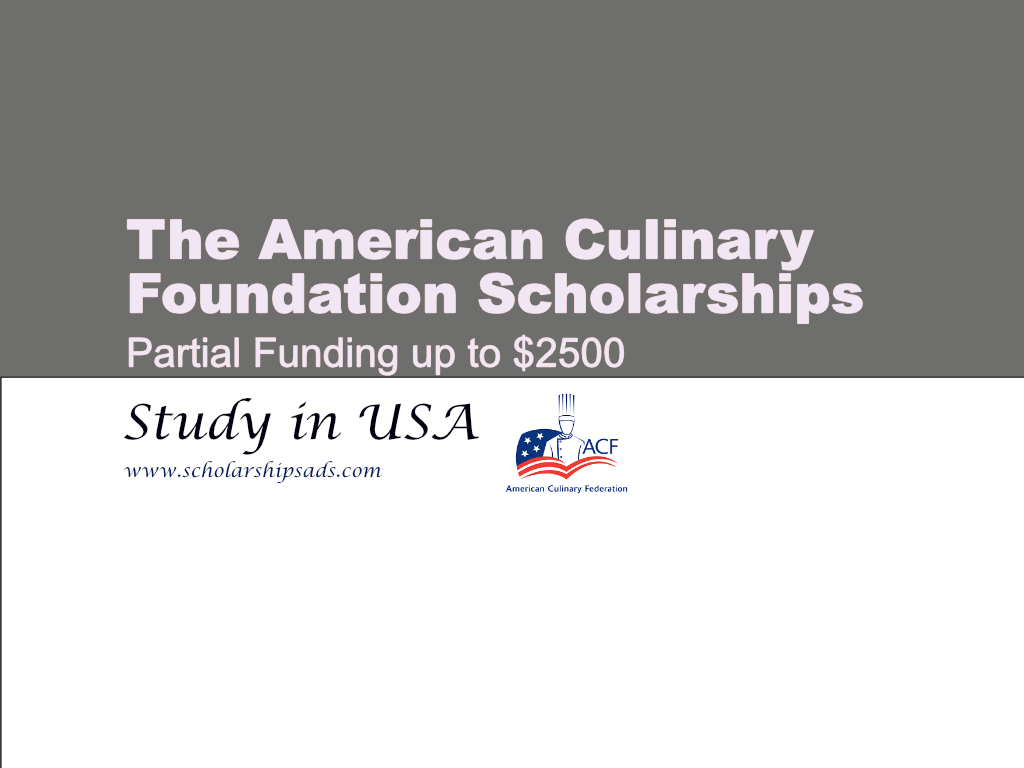 The American Culinary
Foundation Scholarships
Partial Funding up to $2500
Study in USA
www.scholarshipsads.com
ACF
American Culinary Federation